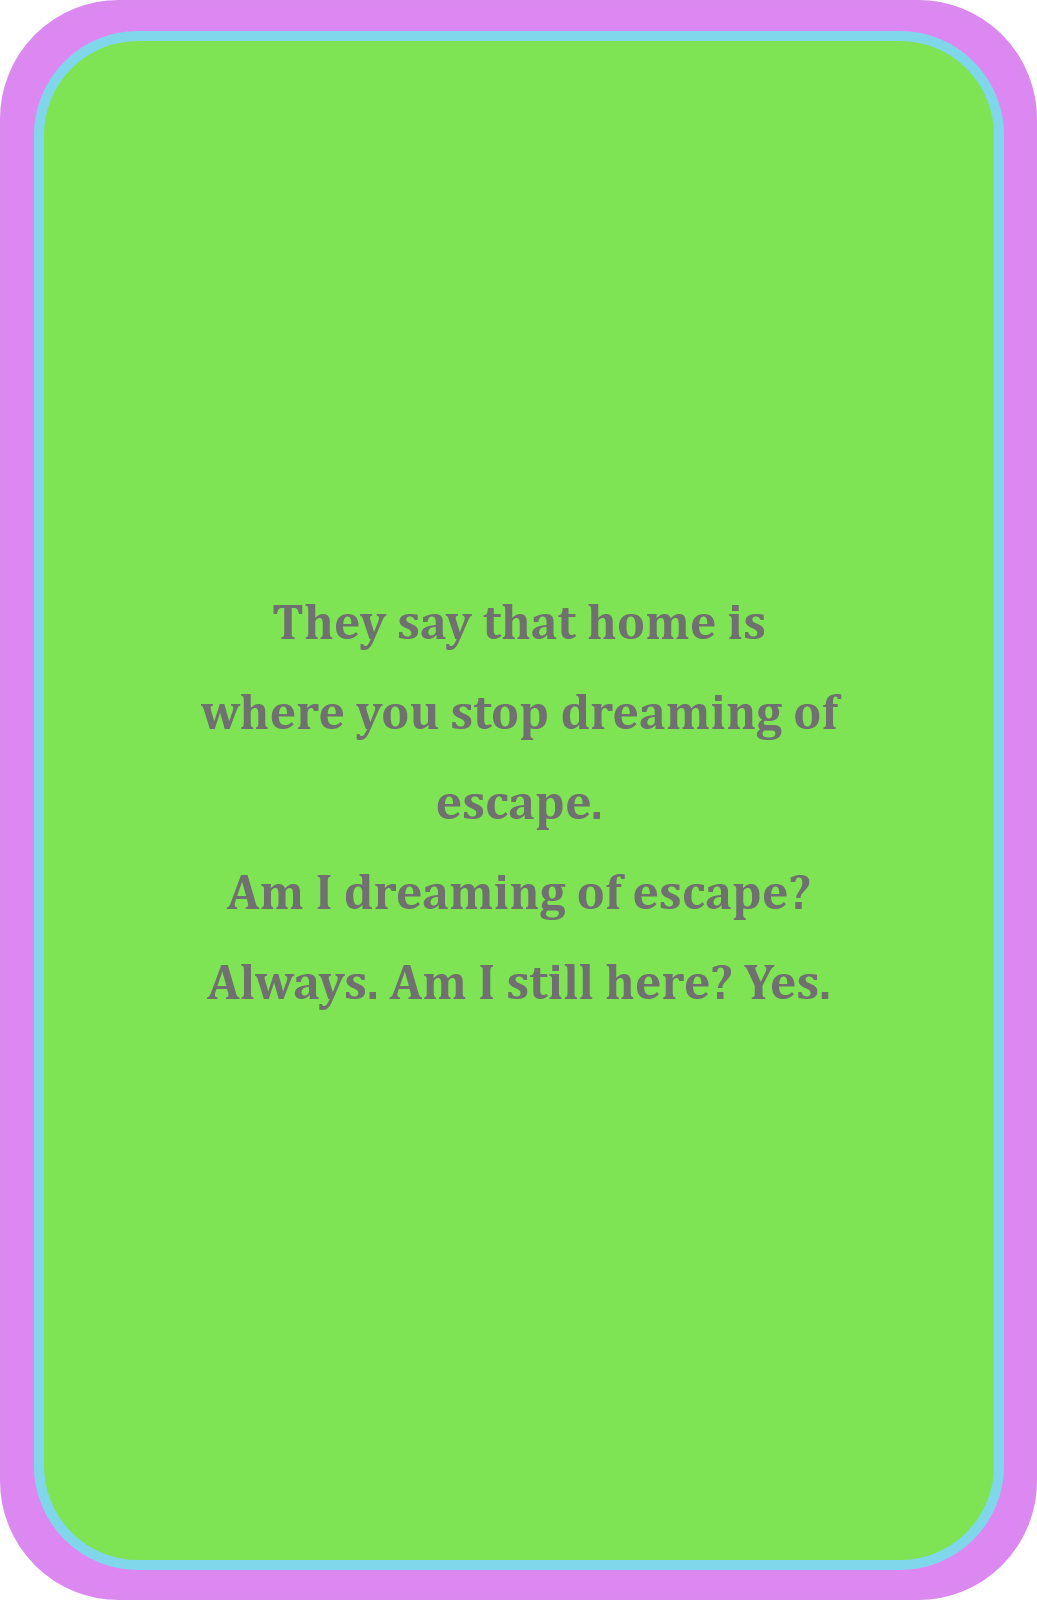 They say that home is
where you stop dreaming of
escape.
Am I dreaming of escape?
Always. Am I still here? Yes.